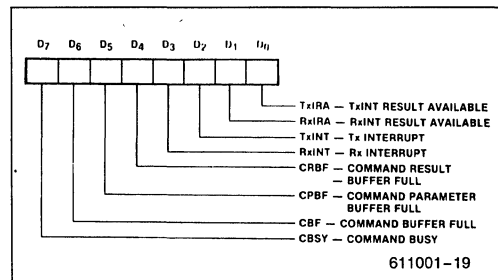 D7 D6 D5 D4 D3 D2 D1 D0
TxIRA — TxINT RESULT AVAILABLE
RxIRA — RxINT RESULT AVAILABLE
TxINT — Tx INTERRUPT
RxINT — Rx INTERRUPT
CRBF — COMMAND RESULT
— BUFFER FULL
CPBF — COMMAND PARAMETER
BUFFER FULL
CBF — COMMAND BUFFER FULL
CBSY — COMMAND BUSY
611001-19